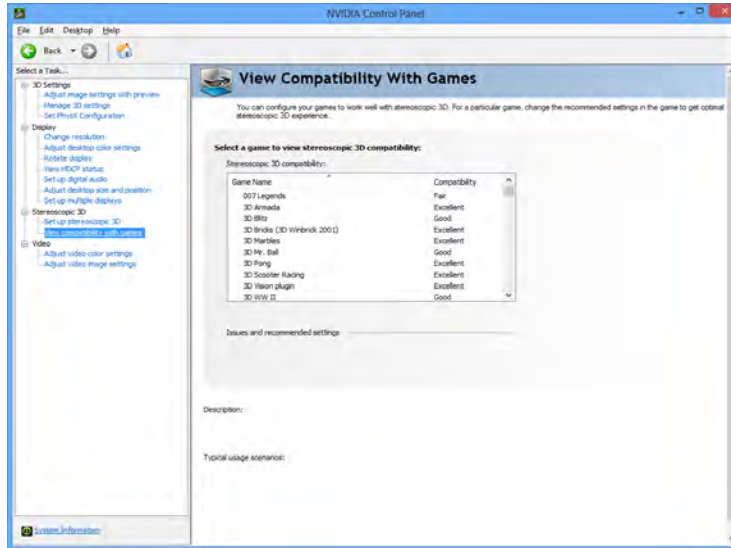 NVIDIA Control Panel
File Edit Desktop Help
Back
Select a Task...
3D Settings
Adjust image settings with preview
Manage 3D settings
Set PhysX Configuration
Display
Change resolution
Adjust desktop color settings
Rotate display
View HDCP status
Set up digital audio
Adjust desktop size and position
Set up multiple displays
Stereoscopic 3D
Set up stereoscopic 3D
View compatibility with games
Video
Adjust video color settings
Adjust video image settings
System Information
View Compatibility With Games
You can configure your games to work well with stereoscopic 3D. For a particular game, change the recommended settings in the game to get optimal
stereoscopic 3D experience.
Select a game to view stereoscopic 3D compatibility:
Stereoscopic 3D compatibility:
Game Name Compatibility
007 Legends Fair
3D Armada Excellent
3D Blitz Good
3D Bricks (3D Winbrick 2001) Excellent
3D Marbles Excellent
3D Mr. Ball Good
3D Pong Excellent
3D Scooter Racing Excellent
3D Vision plugin Excellent
3D WW II Good
Issues and recommended settings
Description:
Typical usage scenarios: